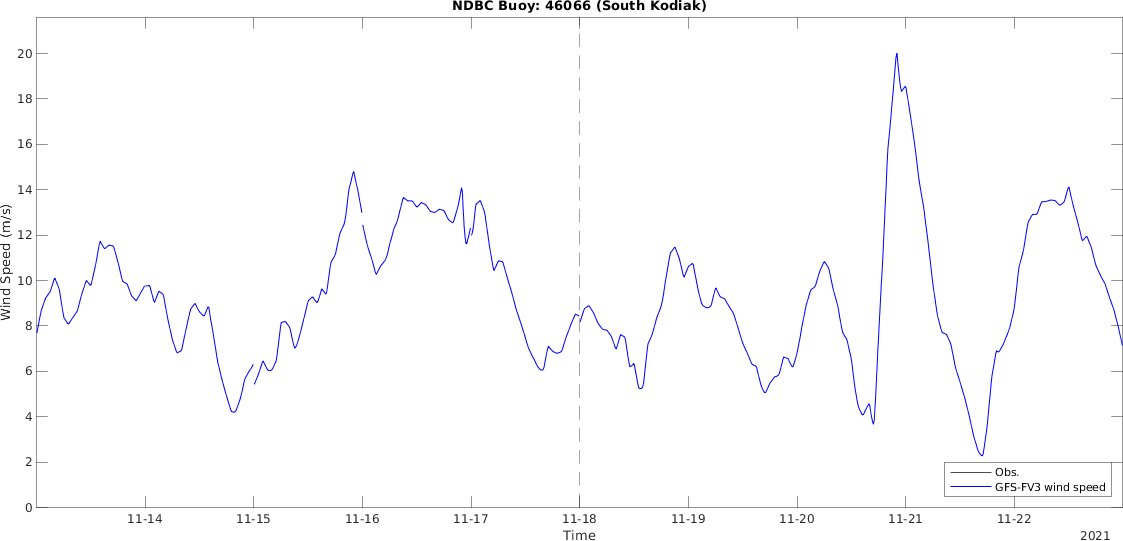 NDBC Buoy: 46066 (South Kodiak)
Wind Speed (m/s)
20
18
16
14
12
10
8
6
4
2
0
Obs.
GFS-FV3 wind speed
11-14 11-15 11-16 11-17 11-18 11-19 11-20 11-21 11-22
Time
2021